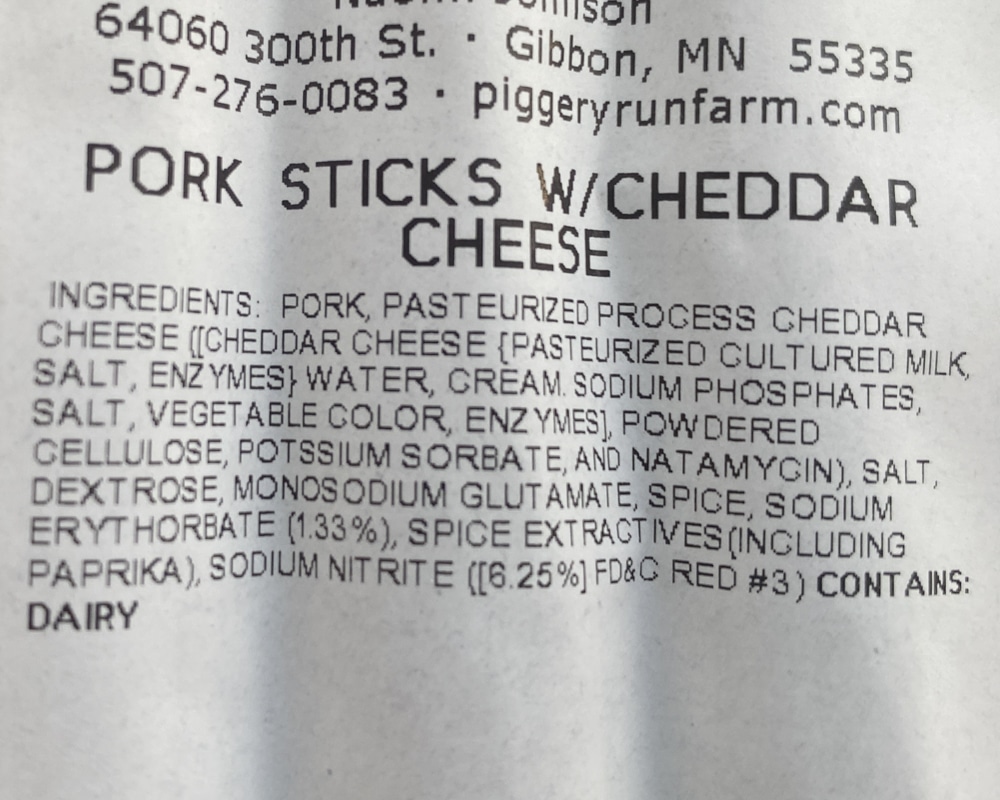 64060 300th St. · Gibbon, MN 55335
507-276-0083 · piggeryrunfarm.com
PORK STICKS W/CHEDDAR
CHEESE
INGREDIENTS: PORK, PASTEURIZED PROCESS CHEDDAR
CHEESE ([CHEDDAR CHEESE {PASTEURIZED CULTURED MILK,
SALT, ENZYMES} WATER, CREAM. SODIUM PHOSPHATES,
SALT, VEGETABLE COLOR, ENZYMES], POWDERED
CELLULOSE, POTSSIUM SORBATE, AND NATAMYCIN), SALT,
DEXTROSE, MONOSODIUM GLUTAMATE, SPICE, SODIUM
ERYTHORBATE (1.33%), SPICE EXTRACTIVES (INCLUDING
PAPRIKA), SODIUM NITRITE ([6.25%] FD&C RED #3) CONTAINS:
DAIRY